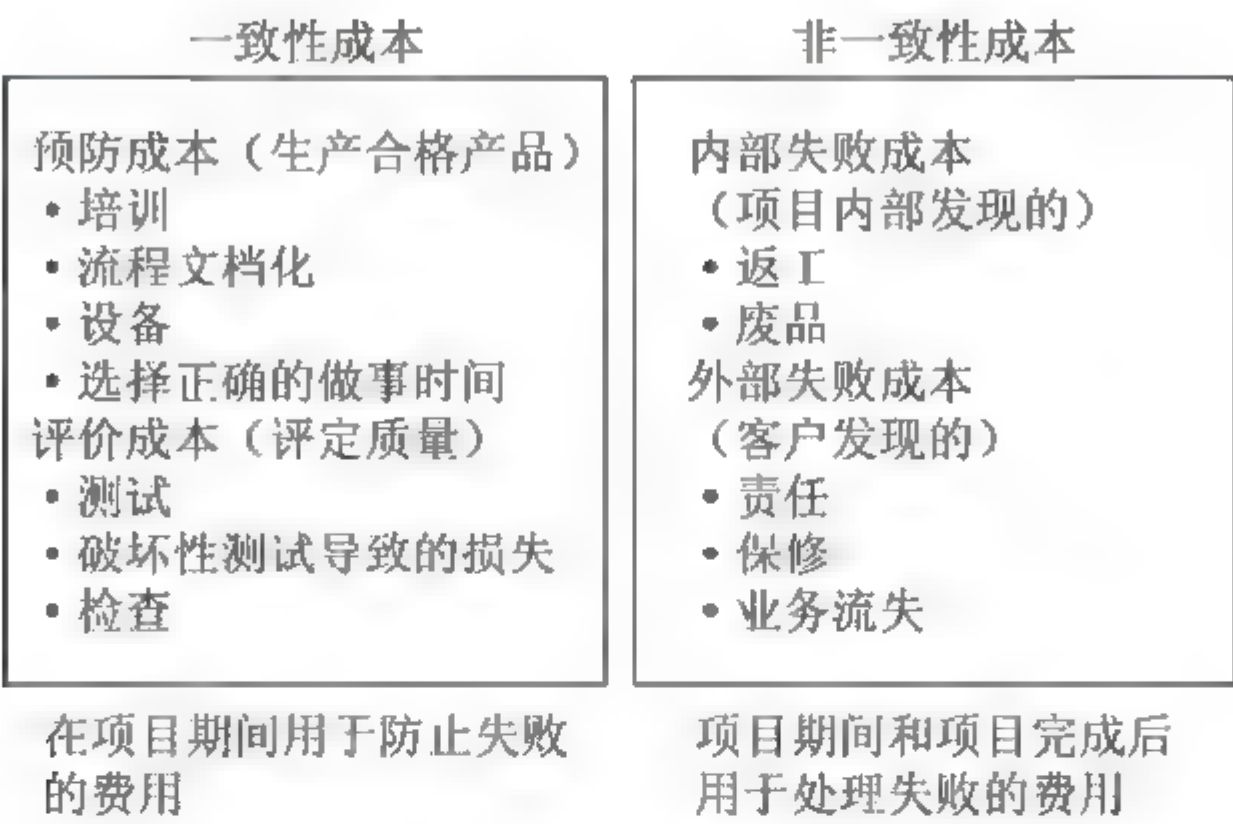 一致性成本
预防成本（生产合格产品）
• 培训
• 流程文档化
• 设备
• 选择正确的做事时间
评价成本（评定质量）
• 测试
• 破坏性测试导致的损失
• 检查
在项目期间用于防止失败
的费用
非一致性成本
内部失败成本
（项目内部发现的）
• 返工
• 废品
外部失败成本
（客户发现的）
• 责任
• 保修
• 业务流失
项目期间和项目完成后
用于处理失败的费用